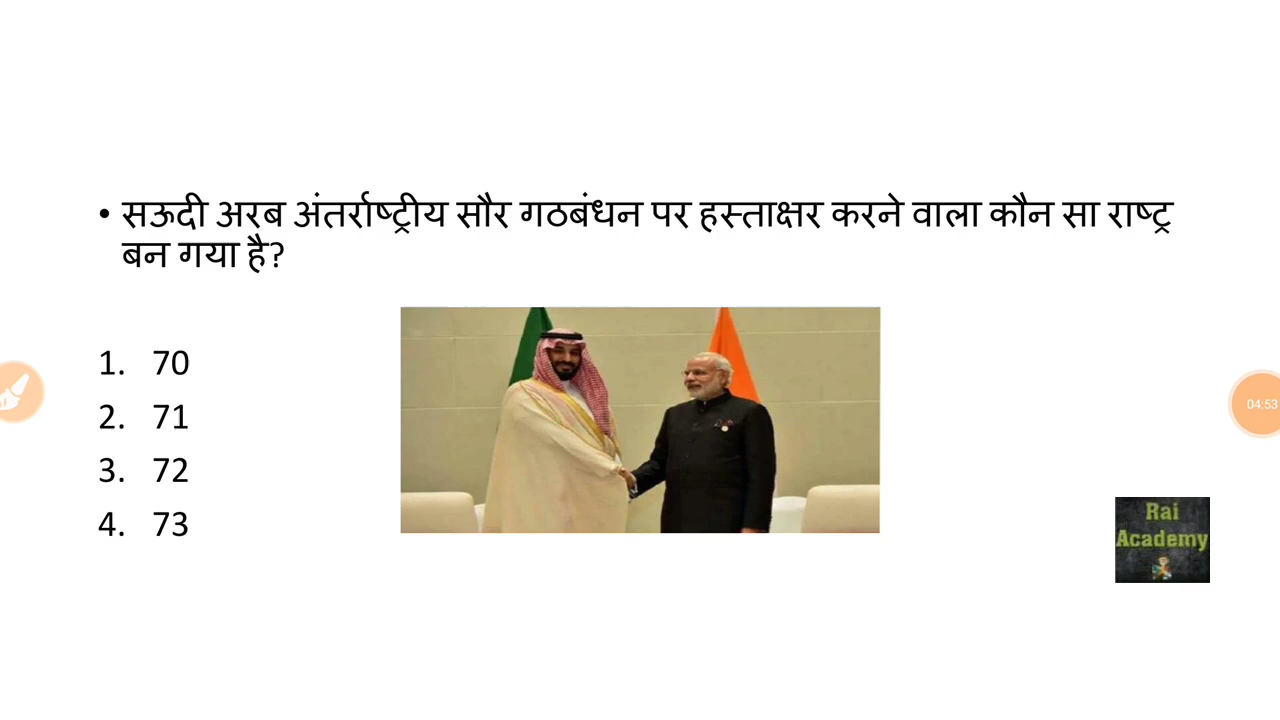 • सऊदी अरब अंतर्राष्ट्रीय सौर गठबंधन पर हस्ताक्षर करने वाला कौन सा राष्ट्र
बन गया है?
1. 70
2. 71
3. 72
4. 73
04:53
Rai
Academy